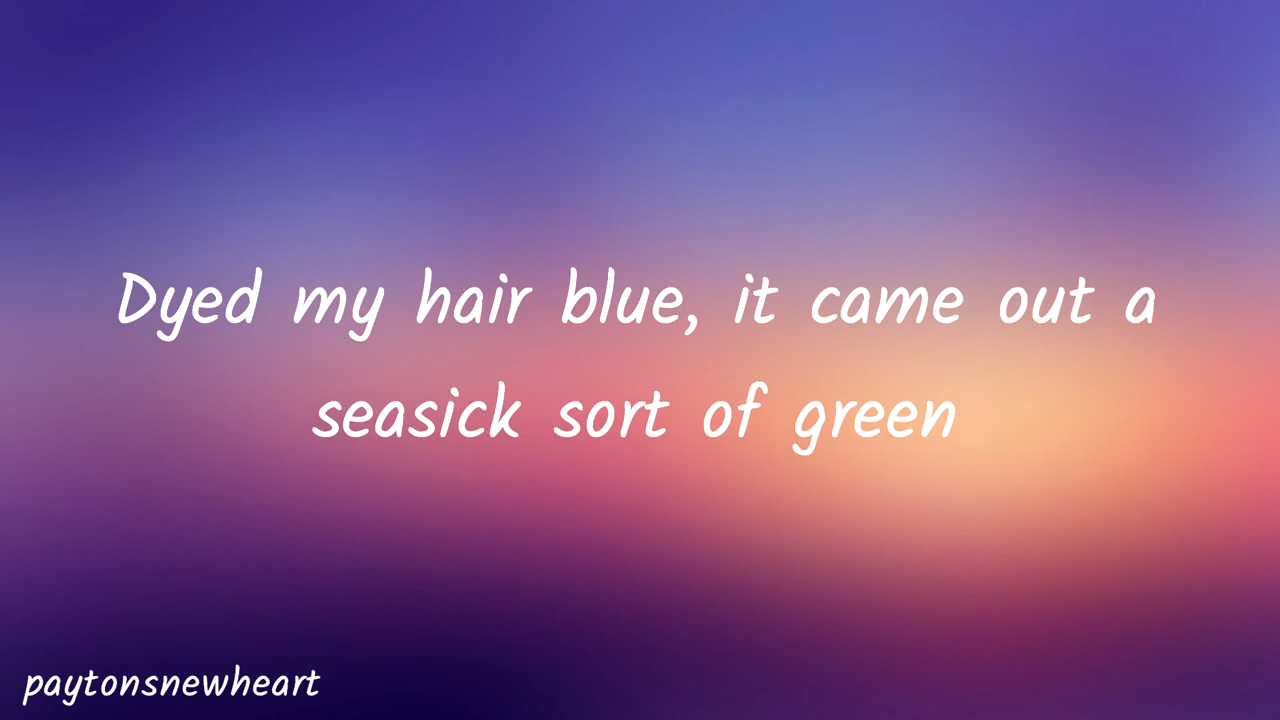 Dyed my hair blue, it came out a
seasick sort of green
paytonsnewheart